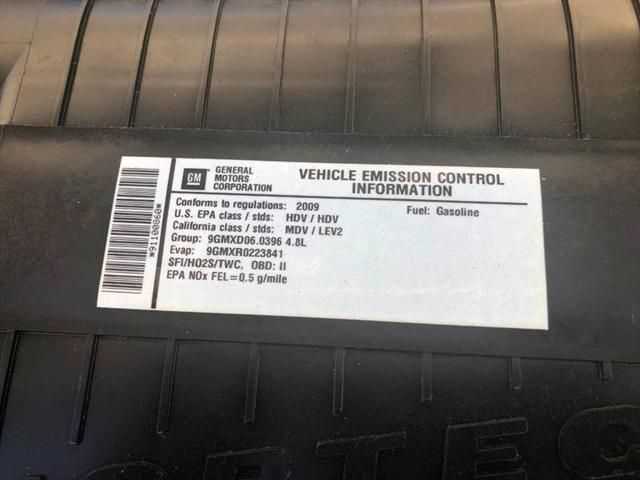 *91100860*
GM
GENERAL
MOTORS
CORPORATION
VEHICLE EMISSION CONTROL
INFORMATION
Conforms to regulations: 2009
Fuel: Gasoline
U.S. EPA class / stds: HDV / HDV
California class / stds: MDV / LEV2
Group: 9GMXD06.0396 4.8L
Evap: 9GMXR0223841
SFI/HO2S/TWC, OBD: II
EPA NOx FEL=0.5 g/mile